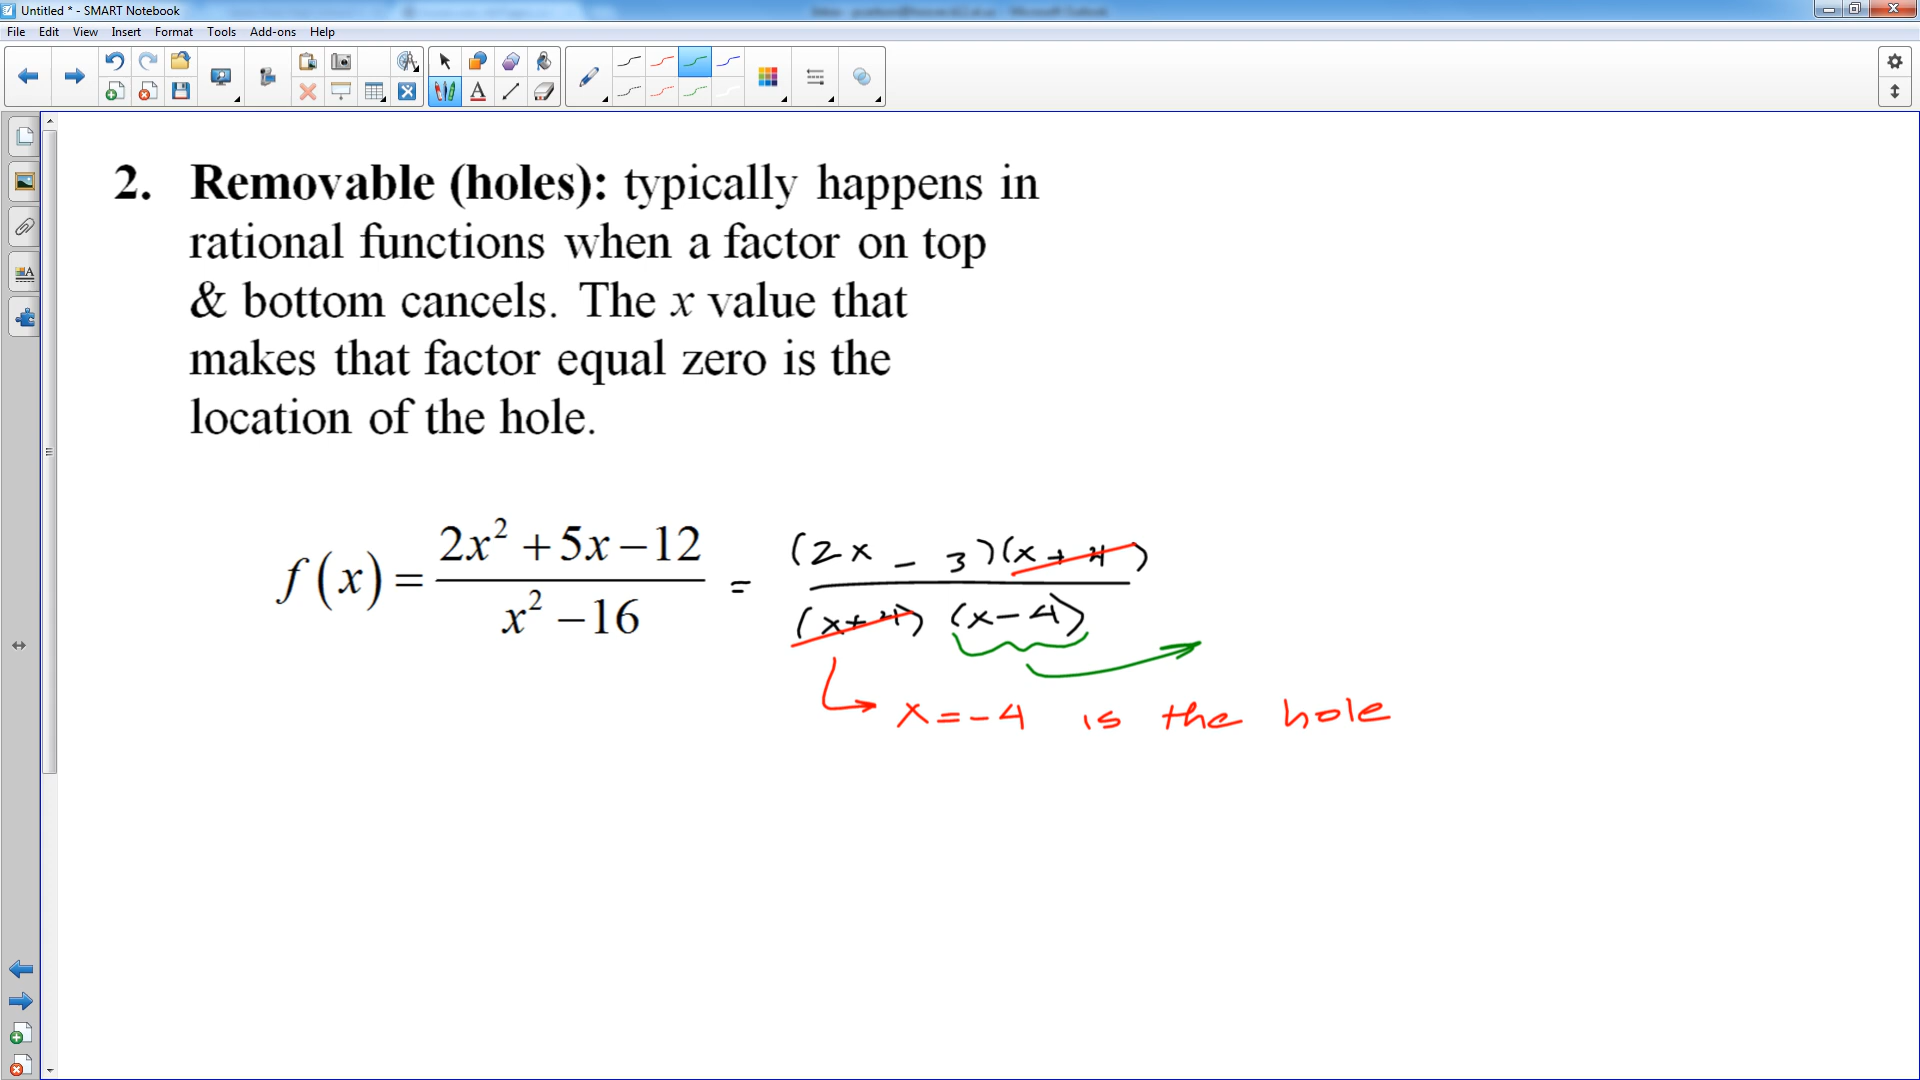 Untitled * - SMART Notebook
File Edit View Insert Format Tools Add-ons Help
2. Removable (holes): typically happens in
rational functions when a factor on top
& bottom cancels. The x value that
makes that factor equal zero is the
location of the hole.
f(x) = (2x² + 5x − 12)/(x² − 16) = ((2x − 3)(x + 4))/((x + 4)(x − 4))
x = −4 is the hole